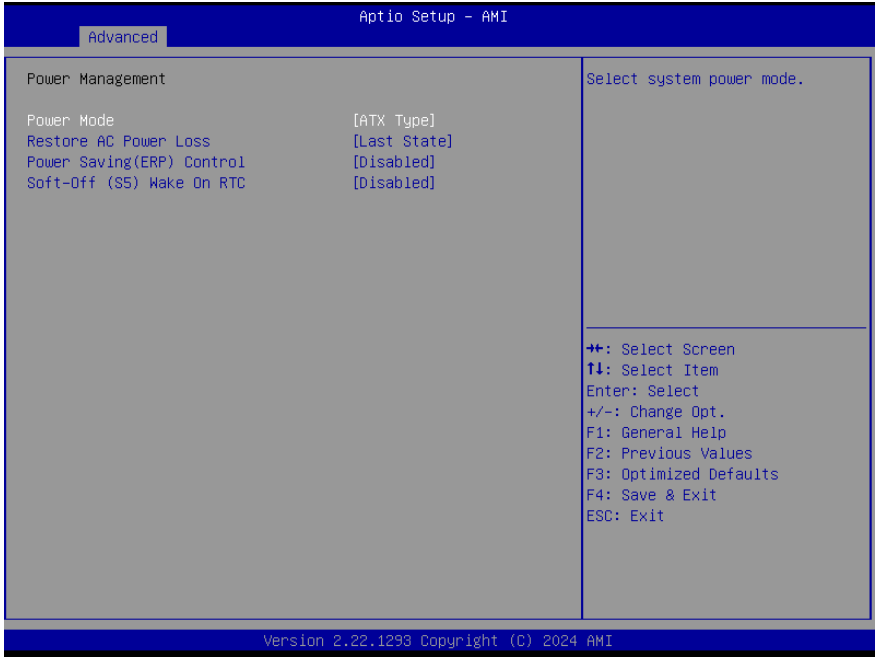 Aptio Setup – AMI
Advanced
Power Management
Power Mode [ATX Type]
Restore AC Power Loss [Last State]
Power Saving(ERP) Control [Disabled]
Soft-Off (S5) Wake On RTC [Disabled]
Select system power mode.
→←: Select Screen
↑↓: Select Item
Enter: Select
+/-: Change Opt.
F1: General Help
F2: Previous Values
F3: Optimized Defaults
F4: Save & Exit
ESC: Exit
Version 2.22.1293 Copyright (C) 2024 AMI